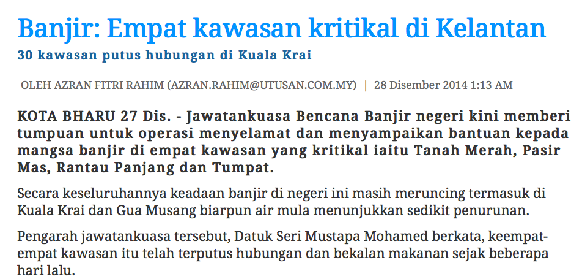 Banjir: Empat kawasan kritikal di Kelantan
30 kawasan putus hubungan di Kuala Krai
OLEH AZRAN FITRI RAHIM (AZRAN.RAHIM@UTUSAN.COM.MY) | 28 Disember 2014 1:13 AM
KOTA BHARU 27 Dis. - Jawatankuasa Bencana Banjir negeri kini memberi
tumpuan untuk operasi menyelamat dan menyampaikan bantuan kepada
mangsa banjir di empat kawasan yang kritikal iaitu Tanah Merah, Pasir
Mas, Rantau Panjang dan Tumpat.
Secara keseluruhannya keadaan banjir di negeri ini masih meruncing termasuk di
Kuala Krai dan Gua Musang biarpun air mula menunjukkan sedikit penurunan.
Pengarah jawatankuasa tersebut, Datuk Seri Mustapa Mohamed berkata, keempat-
empat kawasan itu telah terputus hubungan dan bekalan makanan sejak beberapa
hari lalu.